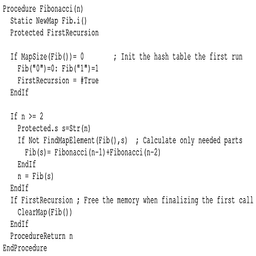 Procedure Fibonacci(n)
Static NewMap Fib.i()
Protected FirstRecursion
If MapSize(Fib())= 0 ; Init the hash table the first run
Fib("0")=0: Fib("1")=1
FirstRecursion = #True
EndIf
If n >= 2
Protected.s s=Str(n)
If Not FindMapElement(Fib(),s) ; Calculate only needed parts
Fib(s)= Fibonacci(n-1)+Fibonacci(n-2)
EndIf
n = Fib(s)
EndIf
If FirstRecursion ; Free the memory when finalizing the first call
ClearMap(Fib())
EndIf
ProcedureReturn n
EndProcedure